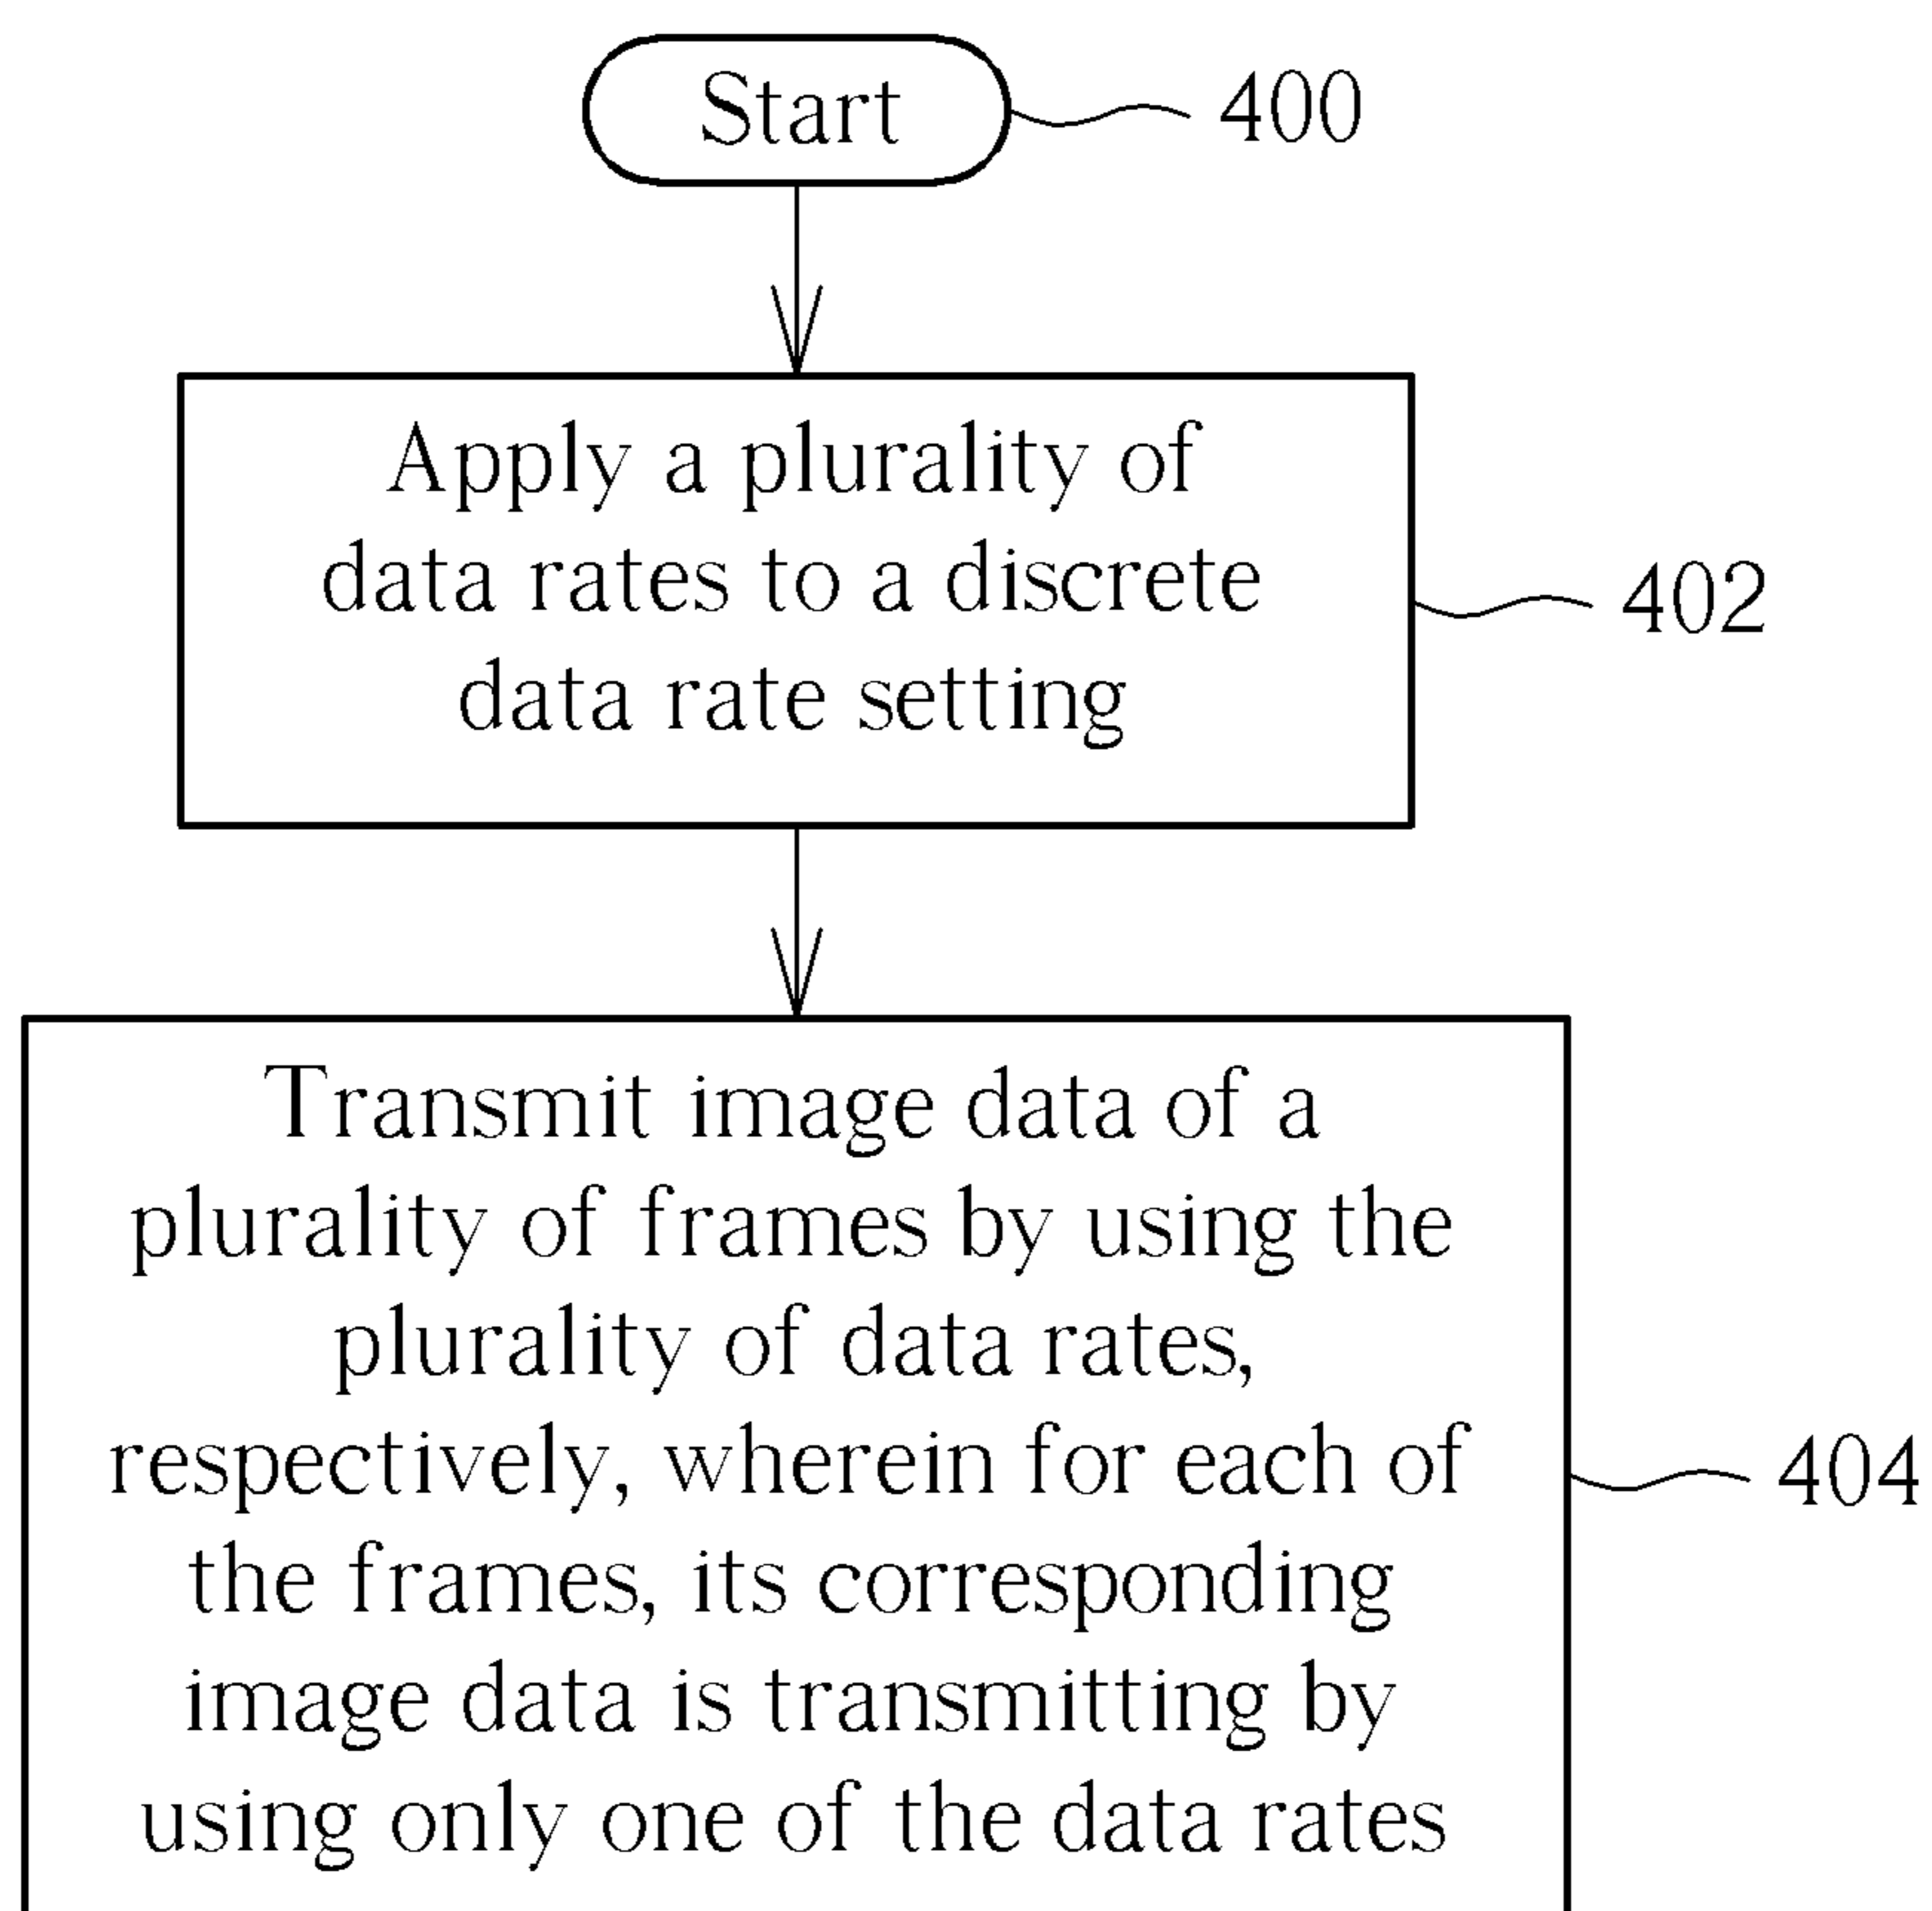 Start
400
Apply a plurality of
data rates to a discrete
data rate setting
402
Transmit image data of a
plurality of frames by using the
plurality of data rates,
respectively, wherein for each of
the frames, its corresponding
image data is transmitting by
using only one of the data rates
404